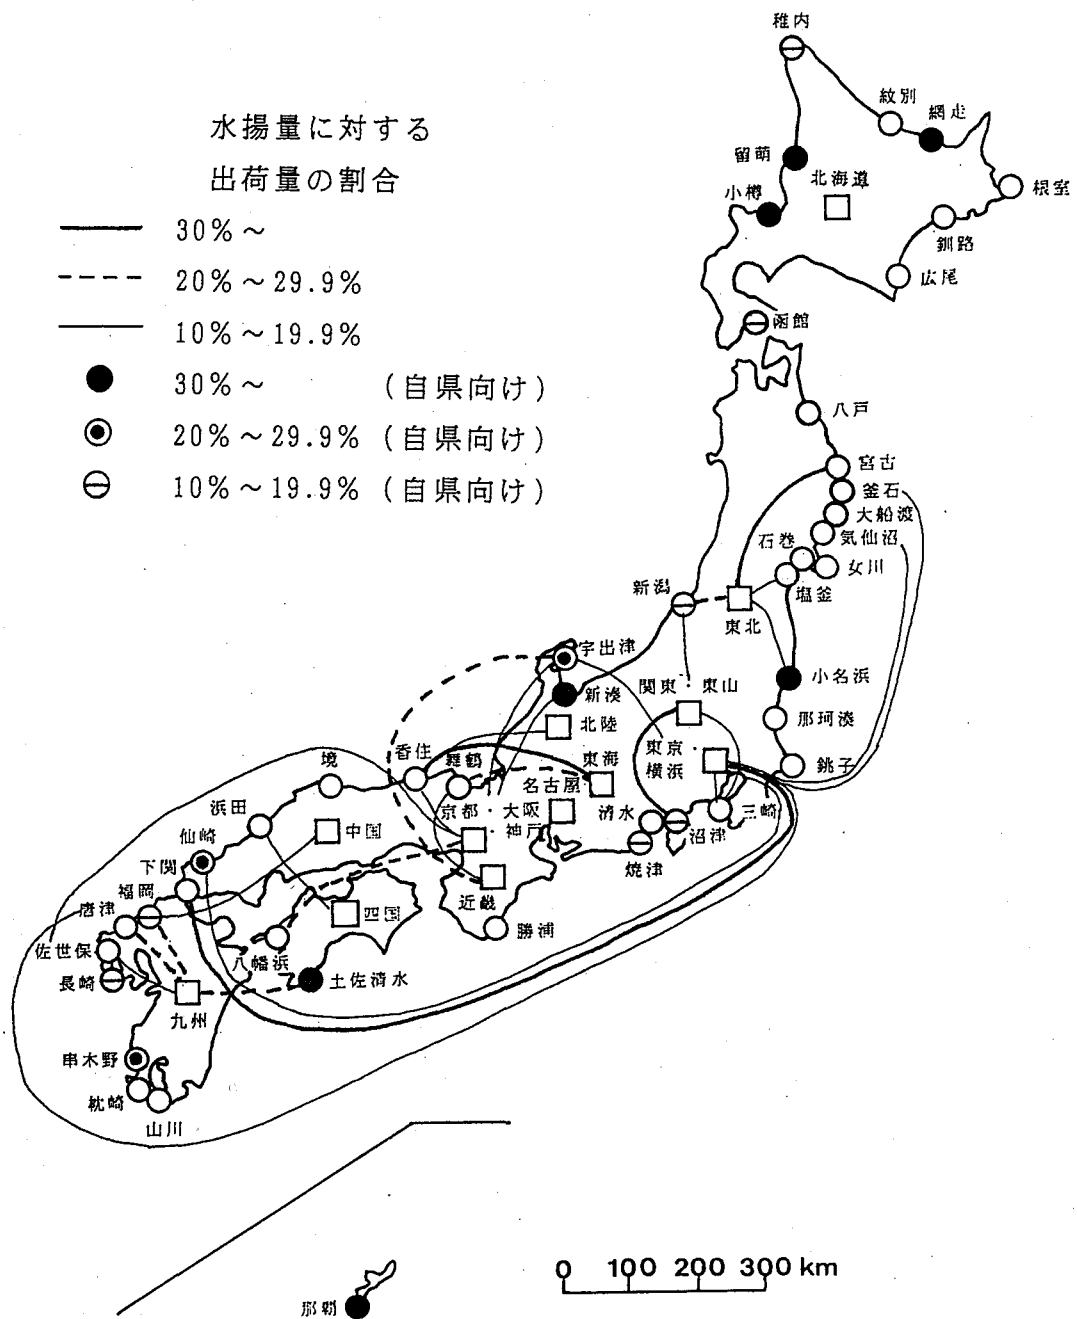 稚内
紋別
網走
留萌
北海道
小樽
根室
釧路
広尾
函館
水揚量に対する
出荷量の割合
30%～
20%～29.9%
10%～19.9%
30%～ (自県向け)
20%～29.9% (自県向け)
10%～19.9% (自県向け)
八戸
宮古
釜石
大船渡
気仙沼
石巻
女川
塩釜
新潟
東北
宇出津
小名浜
関東・東山
新湊
那珂湊
北陸
東京・
横浜
銚子
香住
舞鶴
東海
境
名古屋
京都・大阪
・神戸
清水
三崎
沼津
焼津
浜田
仙崎
中国
下関
福岡
唐津
近畿
四国
勝浦
佐世保
八幡浜
長崎
土佐清水
九州
串木野
枕崎
山川
那覇
0 100 200 300 km